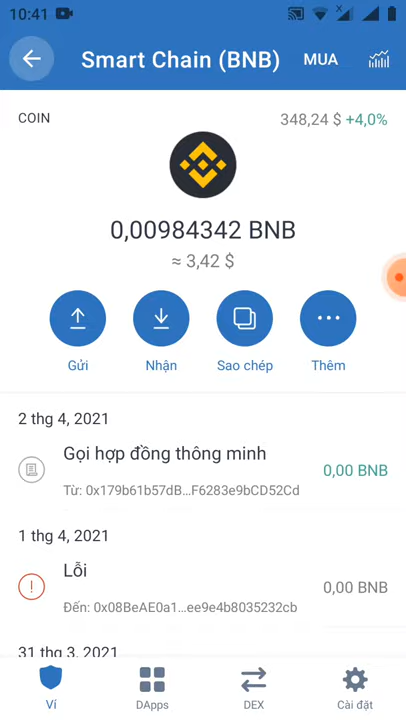 10:41
Smart Chain (BNB) MUA
COIN 348,24 $ +4,0%
0,00984342 BNB
≈ 3,42 $
Gửi Nhận Sao chép Thêm
2 thg 4, 2021
Gọi hợp đồng thông minh
0,00 BNB
Từ: 0x179b61b57dB...F6283e9bCD52Cd
1 thg 4, 2021
Lỗi
0,00 BNB
Đến: 0x08BeAE0a1...ee9e4b8035232cb
31 thg 3, 2021
Ví DApps DEX Cài đặt